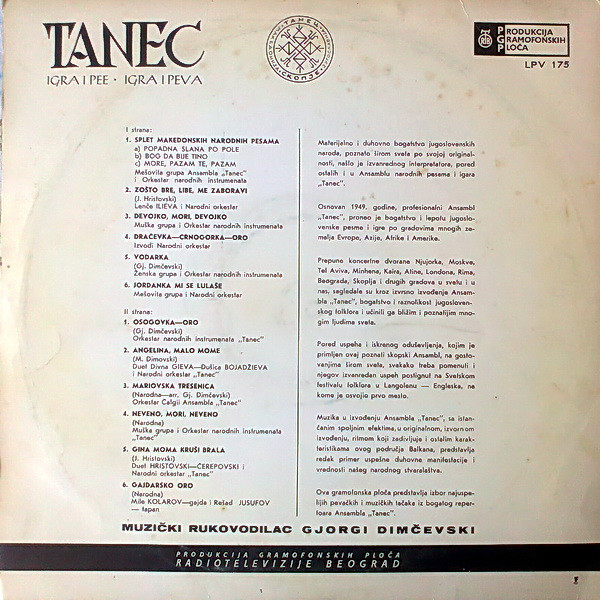 TANEC
IGRA I PEE • IGRA I PEVA
TANEC
SKOPJE
PGP
RTB
PRODUKCIJA
GRAMOFONSKIH
PLOČA
LPV 175
I strana:
1. SPLET MAKEDONSKIH NARODNIH PESAMA
a) POPADNA SLANA PO POLE
b) BOG DA BIJE TINO
c) MORE, PAZAM TE, PAZAM
Mešovita grupa Ansambla „Tanec"
i Orkestar narodnih instrumenata
2. ZOŠTO BRE, LIBE, ME ZABORAVI
(J. Hristovski)
Lenče ILIEVA i Narodni orkestar
3. DEVOJKO, MORI, DEVOJKO
Muška grupa i Orkestar narodnih instrumenata
4. DRAČEVKA—CRNOGORKA—ORO
Izvodi Narodni orkestar
5. VODARKA
(Gj. Dimčevski)
Ženska grupa i Orkestar narodnih instrumenata
6. JORDANKA MI SE LULAŠE
Mešovita grupa i Narodni orkestar
II strana:
1. OSOGOVKA—ORO
(Gj. Dimčevski)
Orkestar narodnih instrumenata „Tanec"
2. ANGELINA, MALO MOME
(M. Dimovski)
Duet Divna GIEVA—Dušica BOJADŽIEVA
i Narodni orkestar „Tanec"
3. MARIOVSKA TRESENICA
(Narodna—arr. Gj. Dimčevski)
Orkestar Čalgii Ansambla „Tanec"
4. NEVENO, MORI, NEVENO
(Narodna)
Muška grupa i Orkestar narodnih instrumenata
„Tanec"
5. GINA MOMA KRUŠI BRALA
(J. Hristovski)
Duet HRISTOVSKI—ČEREPOVSKI i
Narodni orkestar „Tanec"
6. GAJDARSKO ORO
(Narodna)
Mile KOLAROV—gajda i Rešad JUSUFOV
— tapan
Materijalno i duhovno bogatstvo jugoslovenskih
naroda, poznato širom sveta po svojoj original-
nosti, našlo je izvanrednog interpretatora, pored
ostalih i u Ansamblu narodnih pesama i igara
„Tanec".
Osnovan 1949. godine, profesionalni Ansambl
„Tanec", proneo je bogatstvo i lepotu jugoslo-
venske pesme i igre po gradovima mnogih ze-
malja Evrope, Azije, Afrike i Amerike.
Prepune koncertne dvorane Njujorka, Moskve,
Tel Aviva, Minhena, Kaira, Atine, Londona, Rima,
Beograda, Skoplja i drugih gradova u svetu i u
nas, sagledale su kroz izvrsno izvođenje Ansam-
bla „Tanec", bogatstvo i raznolikost jugosloven-
skog folklora i učinili ga bližim i poznatijim mno-
gim ljudima sveta.
Pored uspeha i iskrenog oduševljenja, kojim je
primljen ovaj poznati skopski Ansambl, na gosto-
vanjima širom sveta, svakako treba pomenuti i
njegov izvanredan uspeh postignut na Svetskom
festivalu folklora u Langolenu — Engleska, na
kome je osvojio prvo mesto.
Muzika u izvođenju Ansambla „Tanec", sa istan-
čanim spoljnim efektima, u originalnom, izvornom
izvođenju, ritmom koji zadivljuje i ostalim karak-
teristikama ovog područja Balkana, predstavlja
redak primer uspešne duhovne manifestacije i
vrednosti našeg narodnog stvaralaštva.
Ova gramofonska ploča predstavlja izbor najuspe-
lijih pevačkih i muzičkih tačaka iz bogatog reper-
toara Ansambla „Tanec".
MUZIČKI RUKOVODILAC GJORGI DIMČEVSKI
PRODUKCIJA GRAMOFONSKIH PLOČA
RADIOTELEVIZIJE BEOGRAD